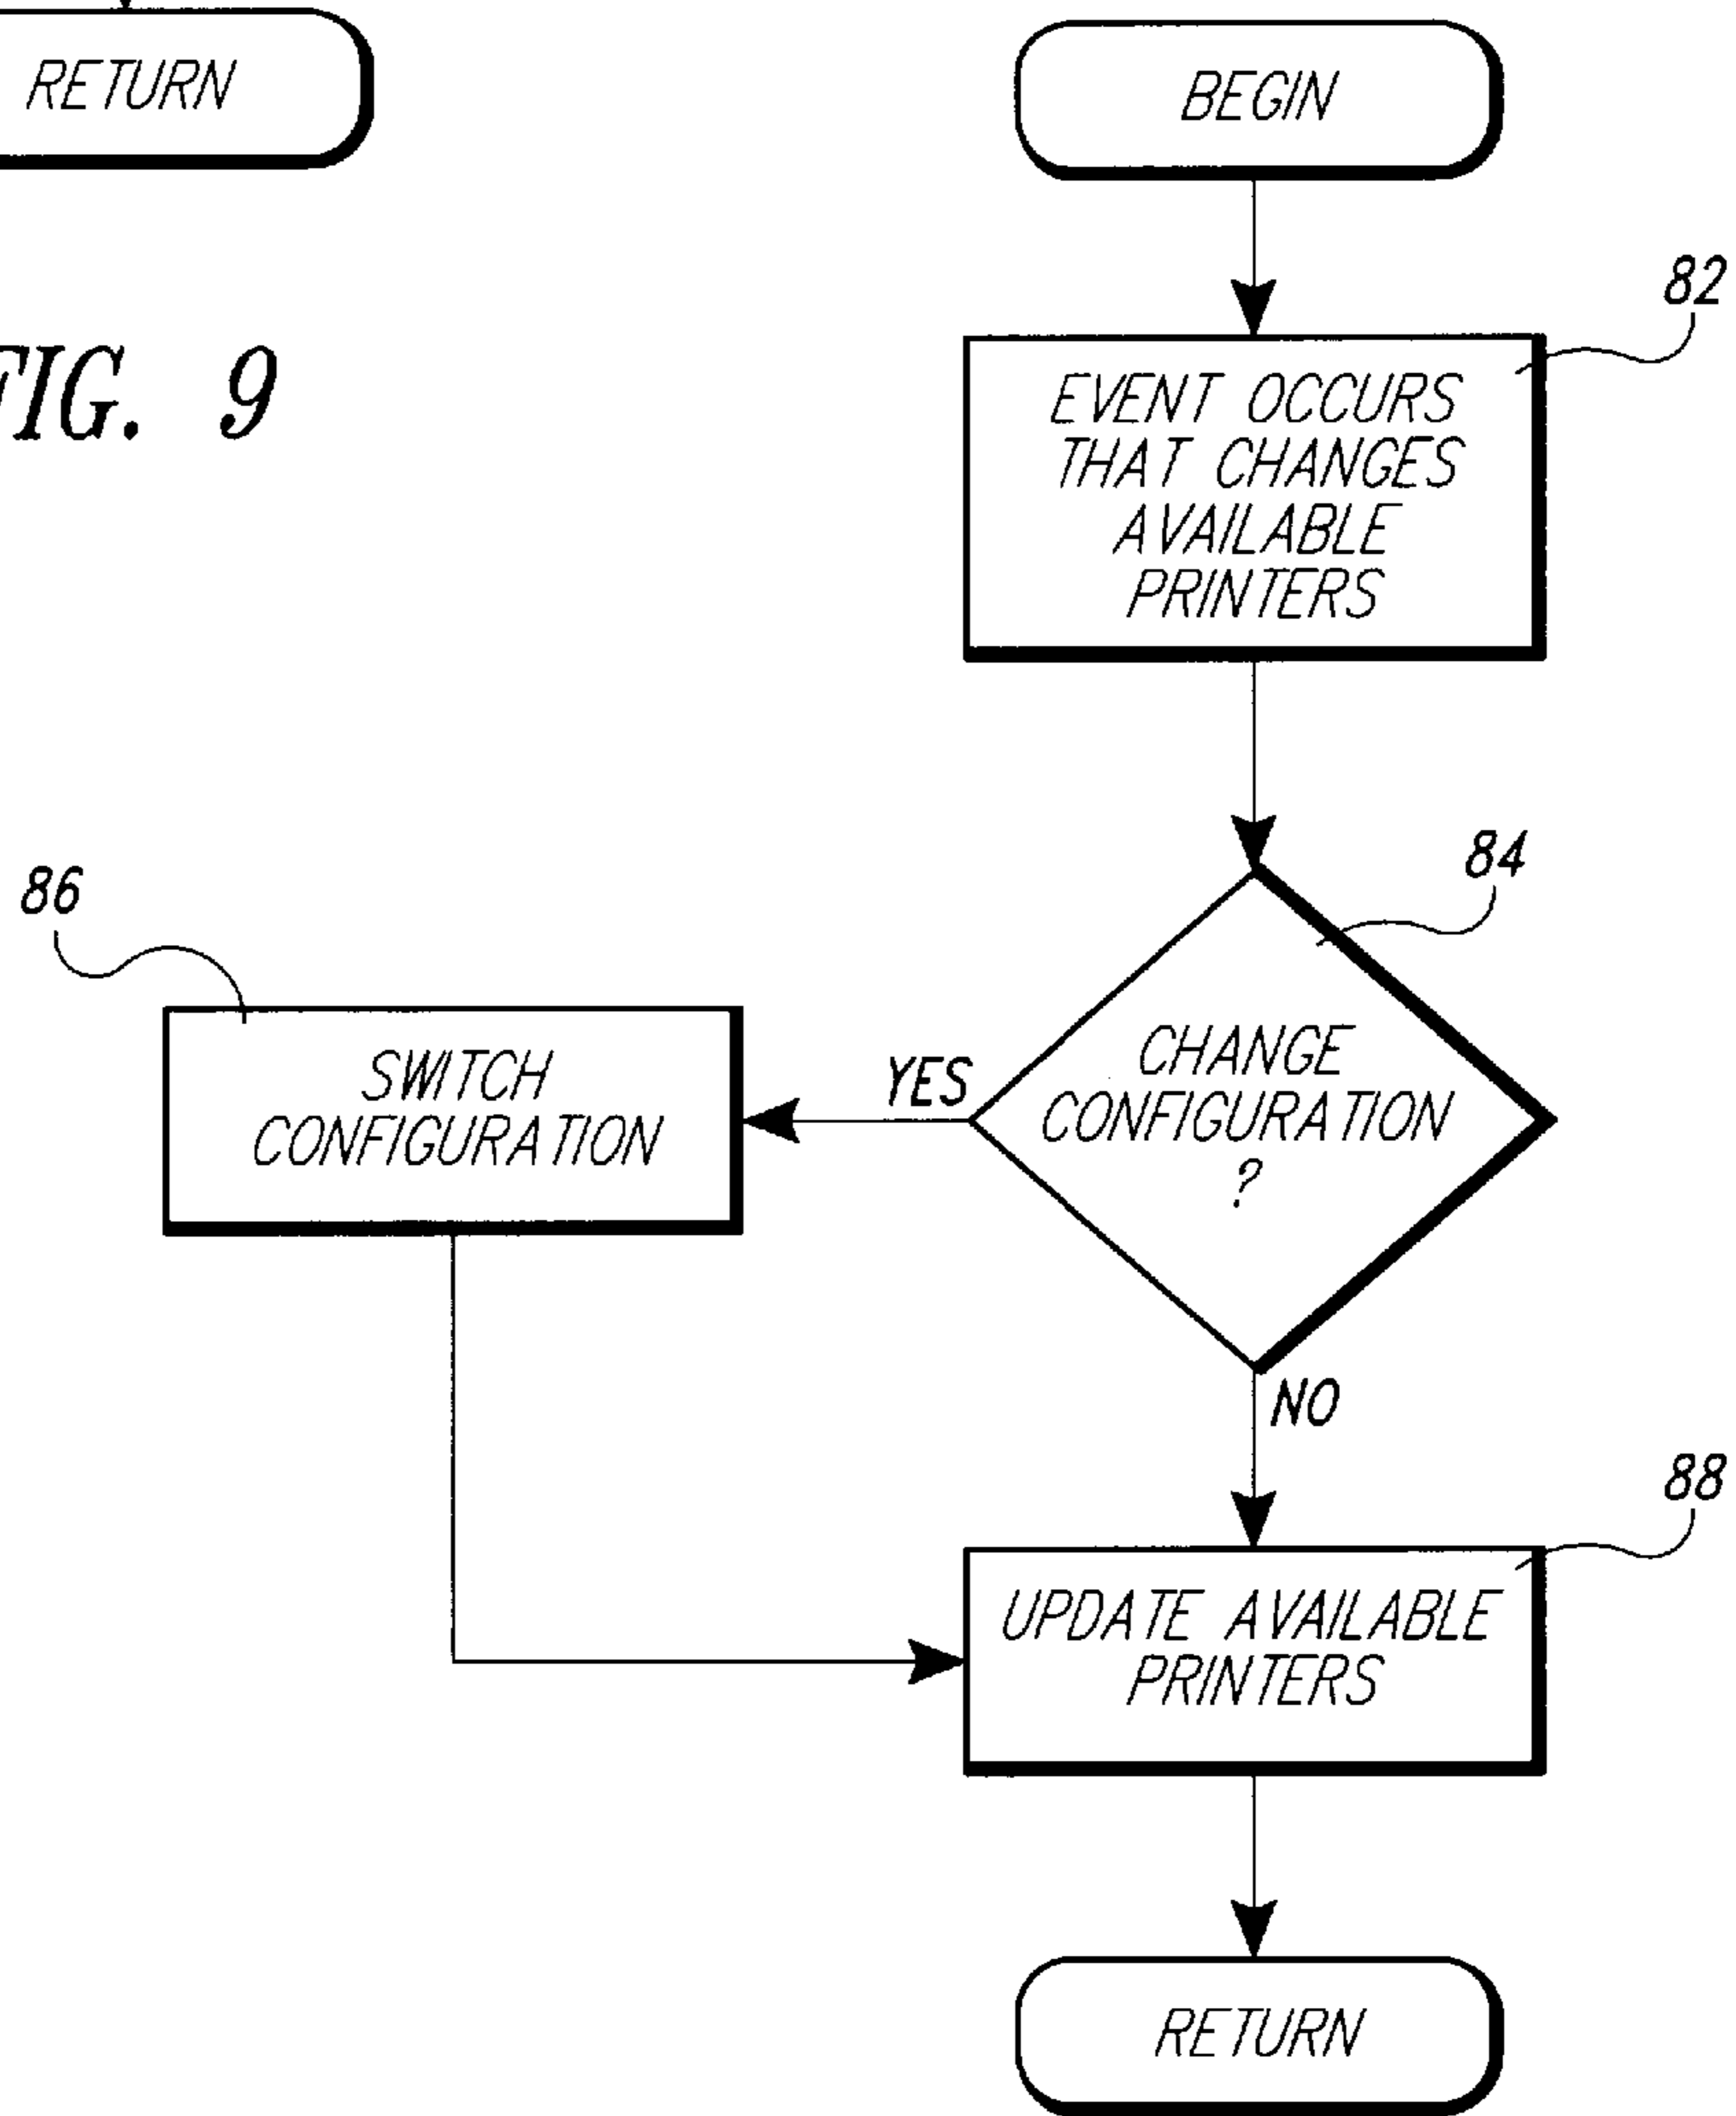 RETURN
BEGIN
82
FIG. 9
EVENT OCCURS
THAT CHANGES
AVAILABLE
PRINTERS
84
86
CHANGE
CONFIGURATION
?
YES
SWITCH
CONFIGURATION
NO
88
UPDATE AVAILABLE
PRINTERS
RETURN